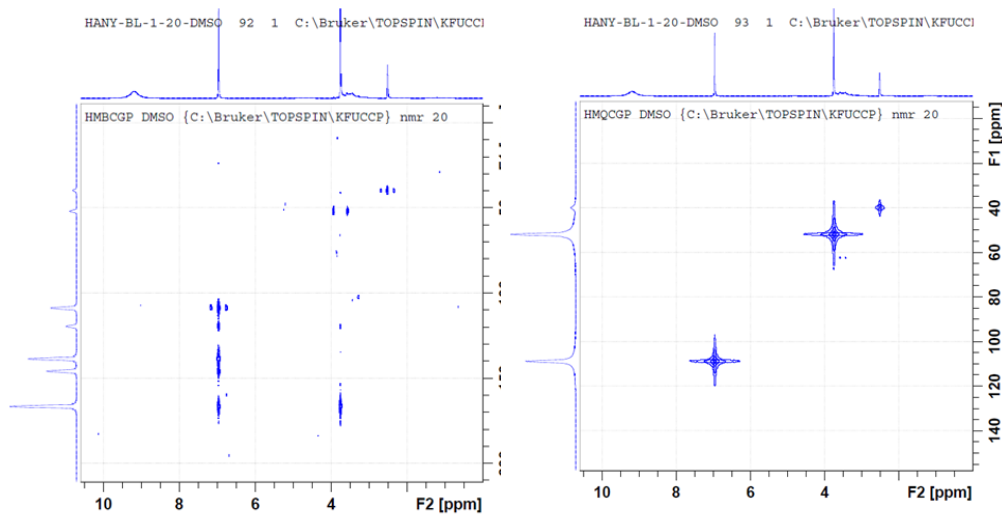 HANY-BL-1-20-DMSO 92 1 C:\Bruker\TOPSPIN\KFUCCI
HMBCGP DMSO {C:\Bruker\TOPSPIN\KFUCCP} nmr 20
10 8 6 4 F2 [ppm]
HANY-BL-1-20-DMSO 93 1 C:\Bruker\TOPSPIN\KFUCCI
HMQCGP DMSO {C:\Bruker\TOPSPIN\KFUCCP} nmr 20
F1 [ppm]
40
60
80
100
120
140
10 8 6 4 F2 [ppm]